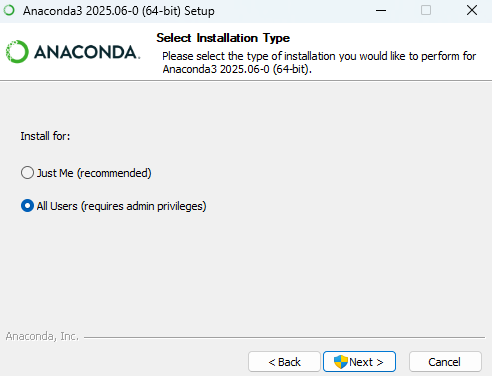 Anaconda3 2025.06-0 (64-bit) Setup
ANACONDA.
Select Installation Type
Please select the type of installation you would like to perform for
Anaconda3 2025.06-0 (64-bit).
Install for:
Just Me (recommended)
All Users (requires admin privileges)
Anaconda, Inc.
< Back
Next >
Cancel